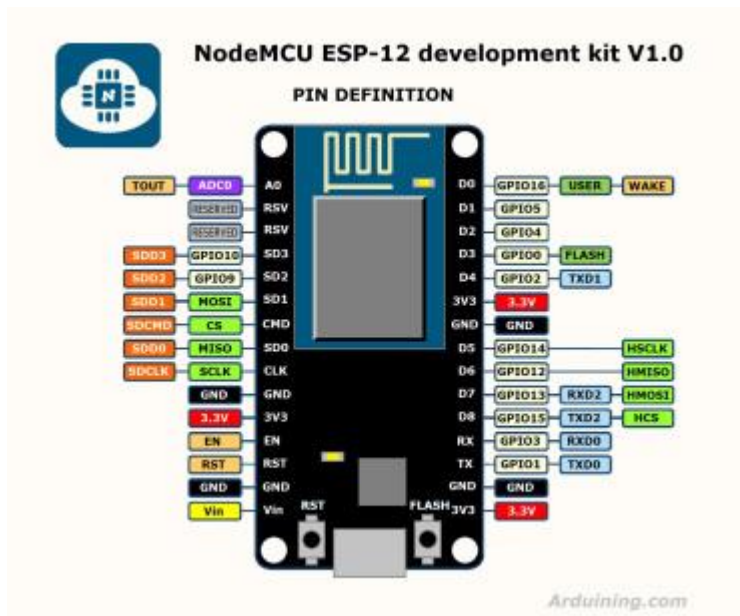 NodeMCU ESP-12 development kit V1.0
PIN DEFINITION
N
TOUT ADC0 A0 D0 GPIO16 USER WAKE
RESERVED RSV D1 GPIO5
RESERVED RSV D2 GPIO4
SDD3 GPIO10 SD3 D3 GPIO0 FLASH
SDD2 GPIO9 SD2 D4 GPIO2 TXD1
SDD1 MOSI SD1 3V3 3.3V
SDCMD CS CMD GND GND
SDD0 MISO SD0 D5 GPIO14 HSCLK
SDCLK SCLK CLK D6 GPIO12 HMISO
GND GND D7 GPIO13 RXD2 HMOSI
3.3V 3V3 D8 GPIO15 TXD2 HCS
EN EN RX GPIO3 RXD0
RST RST TX GPIO1 TXD0
GND GND GND GND
Vin Vin RST FLASH 3V3 3.3V
Arduining.com